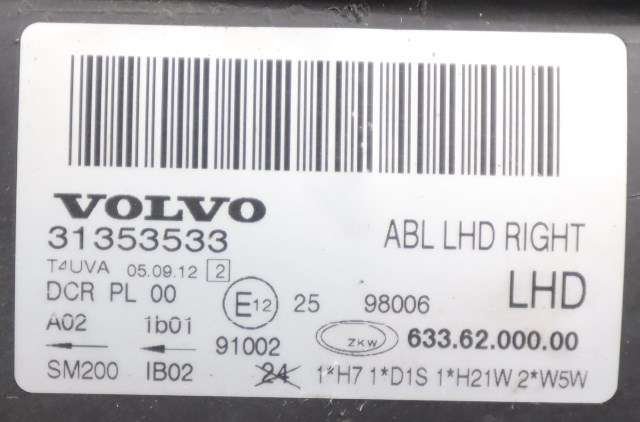 VOLVO
31353533
ABL LHD RIGHT
T4UVA 05.09.12 2
LHD
DCR PL 00
E12 25 98006
A02 1b01
91002
ZKW 633.62.000.00
SM200 IB02 24 1*H7 1*D1S 1*H21W 2*W5W